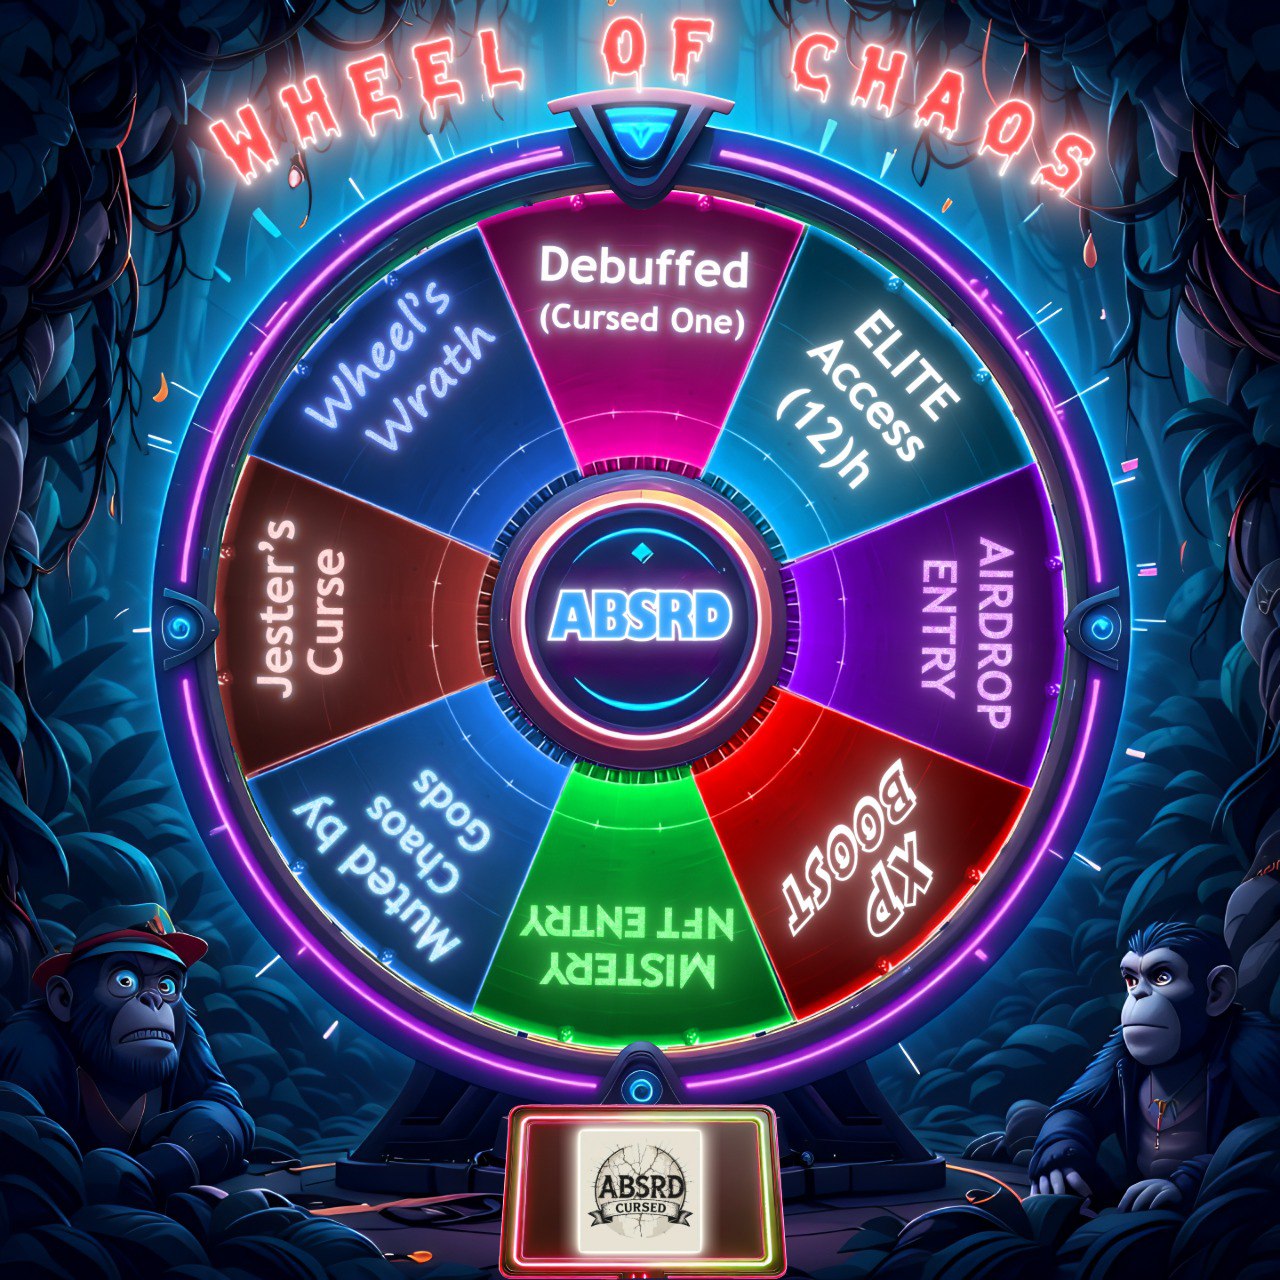 WHEEL OF CHAOS
Debuffed
(Cursed One)
ELITE
Access
(12)h
AIRDROP
ENTRY
XP
BOOST
MISTERY
NFT ENTRY
Muted by
Chaos
Gods
Jester's
Curse
Wheel's
Wrath
ABSRD
ABSRD
CURSED